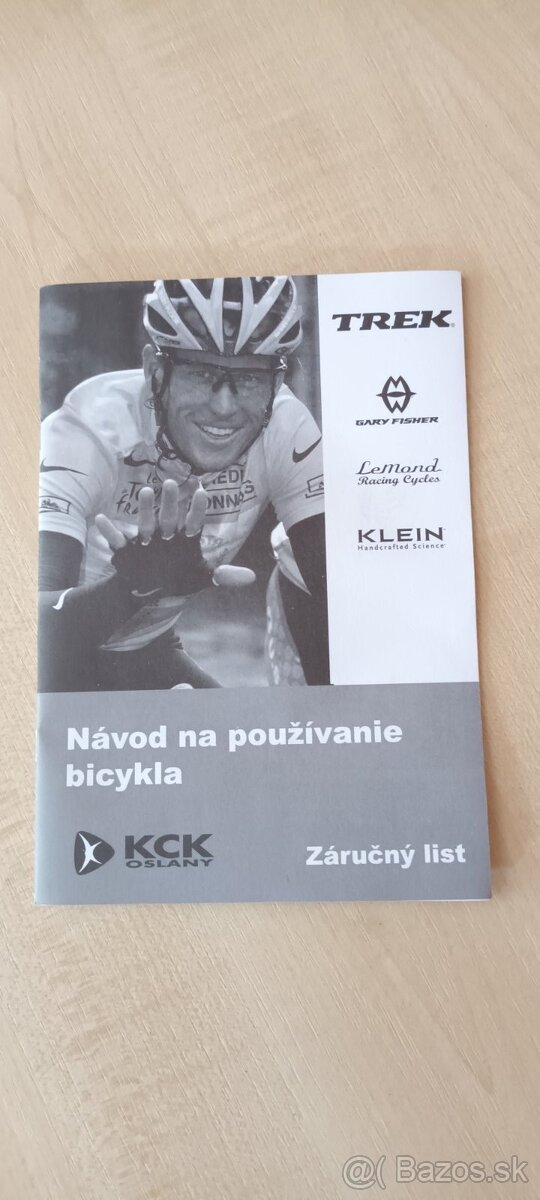 TREK
GARY FISHER
LeMond
Racing Cycles
KLEIN
Handcrafted Science
Návod na používanie
bicykla
KCK
OSLANY
Záručný list
@( Bazos.sk